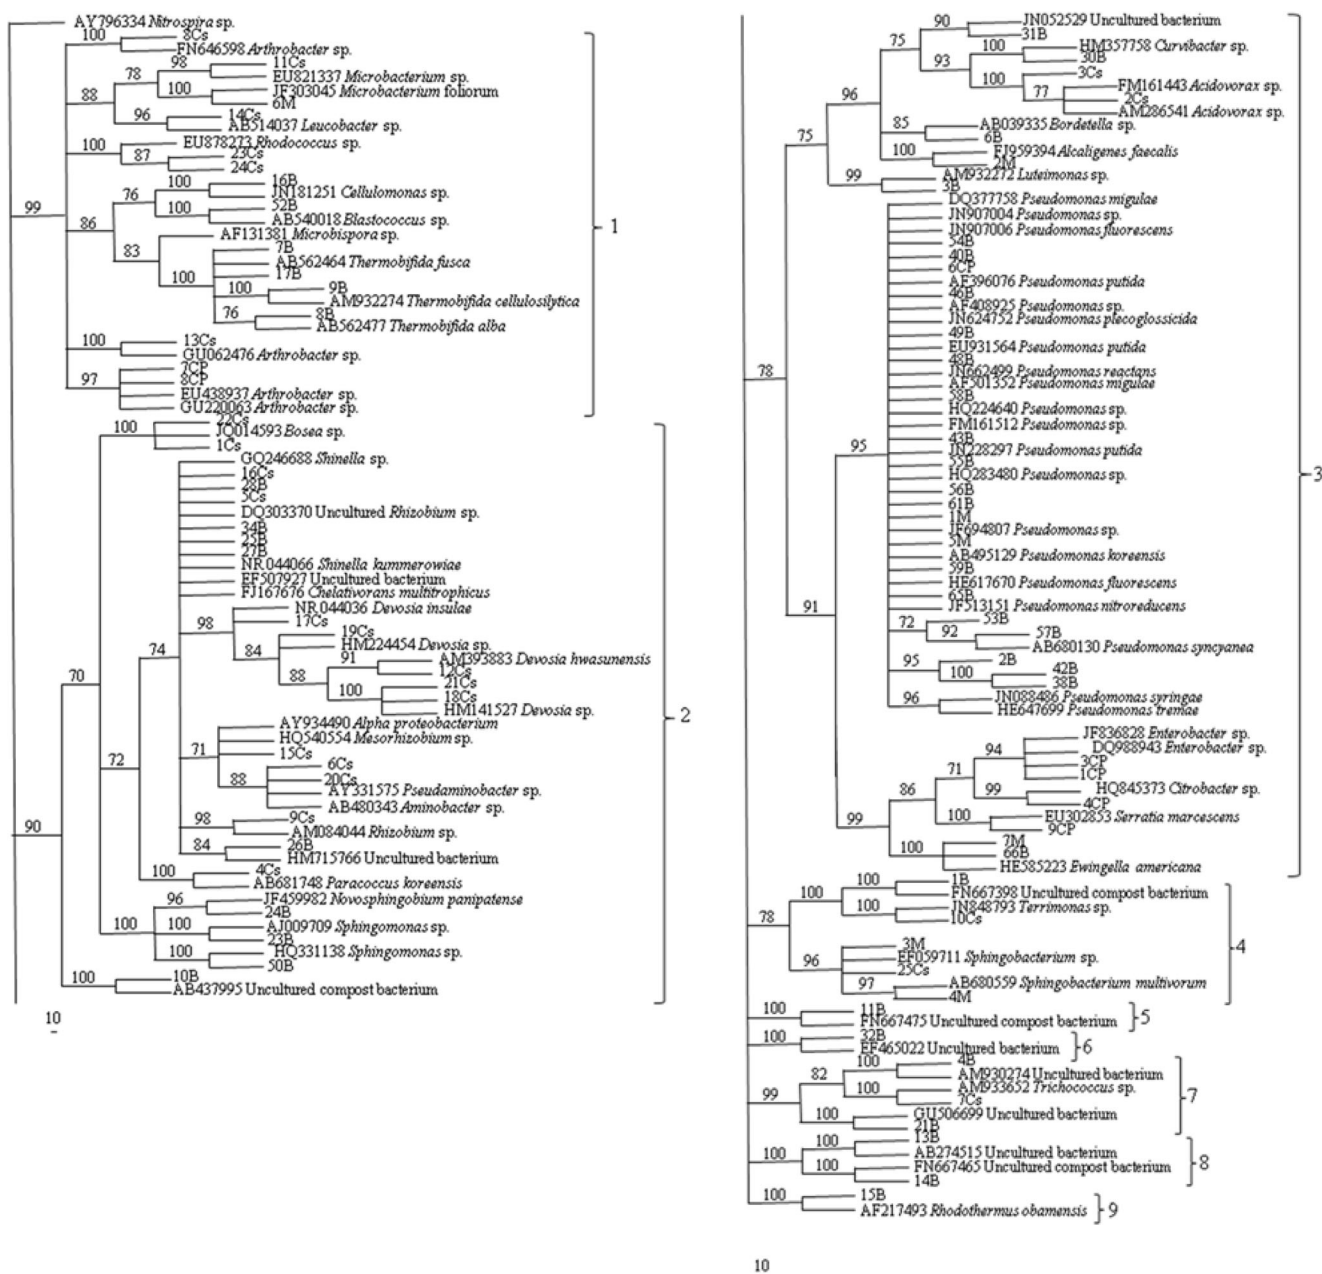 AY796334 Nitrospira sp.
100 8Cs
FN646598 Arthrobacter sp.
98 11Cs
78 EU821337 Microbacterium sp.
100 JF303045 Microbacterium foliorum
88 6M
14Cs
96 AB514037 Leucobacter sp.
EU878273 Rhodococcus sp.
100 87 23Cs
24Cs
99
100 16B
76 JN181251 Cellulomonas sp.
52B
100 AB540018 Blastococcus sp.
86
AF131381 Microbispora sp.
83 7B
AB562464 Thermobifida fusca
100 17B
100 9B
AM932274 Thermobifida cellulosilytica
76 8B
AB562477 Thermobifida alba
100 13Cs
GU062476 Arthrobacter sp.
7CP
97 8CP
EU438937 Arthrobacter sp.
GU220063 Arthrobacter sp.
1
22Cs
100 JQ014593 Bosea sp.
1Cs
GQ246688 Shinella sp.
16Cs
28B
5Cs
DQ303370 Uncultured Rhizobium sp.
34B
25B
27B
NR044066 Shinella kummerowiae
EF507927 Uncultured bacterium
FJ167676 Chelativorans multitrophicus
NR044036 Devosia insulae
98 17Cs
19Cs
74 84 HM224454 Devosia sp.
91 AM393883 Devosia hwasunensis
88 12Cs
70 21Cs
100 18Cs
HM141527 Devosia sp.
2
AY934490 Alpha proteobacterium
HQ540554 Mesorhizobium sp.
71 15Cs
72 6Cs
88 20Cs
AY331575 Pseudaminobacter sp.
AB480343 Aminobacter sp.
98 9Cs
AM084044 Rhizobium sp.
90
84 26B
HM715766 Uncultured bacterium
100 4Cs
AB681748 Paracoccus koreensis
96 JF459982 Novosphingobium panipatense
24B
100 100 AJ009709 Sphingomonas sp.
23B
100 HQ331138 Sphingomonas sp.
50B
100 10B
AB437995 Uncultured compost bacterium
10
90 JN052529 Uncultured bacterium
75 31B
100 HM357758 Curvibacter sp.
93 30B
100 3Cs
FM161443 Acidovorax sp.
77 2Cs
96 AM286541 Acidovorax sp.
85 AB039335 Bordetella sp.
6B
75
100 FJ959394 Alcaligenes faecalis
2M
99 AM932272 Luteimonas sp.
3B
DQ377758 Pseudomonas migulae
JN907004 Pseudomonas sp.
JN907006 Pseudomonas fluorescens
54B
40B
6CP
AF396076 Pseudomonas putida
46B
AF408925 Pseudomonas sp.
JN624752 Pseudomonas plecoglossicida
49B
EU931564 Pseudomonas putida
48B
78 JN662499 Pseudomonas reactans
AF501352 Pseudomonas migulae
58B
HQ224640 Pseudomonas sp.
FM161512 Pseudomonas sp.
43B
95 JN228297 Pseudomonas putida
55B
HQ283480 Pseudomonas sp.
3
56B
61B
1M
JF694807 Pseudomonas sp.
5M
AB495129 Pseudomonas koreensis
59B
HE617670 Pseudomonas fluorescens
65B
91 JF513151 Pseudomonas nitroreducens
72 53B
92 57B
AB680130 Pseudomonas syncyanea
95 2B
100 42B
38B
96 JN088486 Pseudomonas syringae
HE647699 Pseudomonas tremae
JF836828 Enterobacter sp.
94 DQ988943 Enterobacter sp.
3CP
71 1CP
86 99 HQ845373 Citrobacter sp.
4CP
99 100 EU302853 Serratia marcescens
9CP
7M
100 66B
HE585223 Ewingella americana
100 1B
100 FN667398 Uncultured compost bacterium
100 JN848793 Terrimonas sp.
78 10Cs
3M
96 EF059711 Sphingobacterium sp.
25Cs
97 AB680559 Sphingobacterium multivorum
4M
4
100 11B
FN667475 Uncultured compost bacterium
5
100 32B
EF465022 Uncultured bacterium
6
100 4B
82 AM930274 Uncultured bacterium
100 AM933652 Trichococcus sp.
99 7Cs
GU506699 Uncultured bacterium
100 21B
7
100 13B
100 AB274515 Uncultured bacterium
100 FN667465 Uncultured compost bacterium
14B
8
100 15B
AF217493 Rhodothermus obamensis
9
10